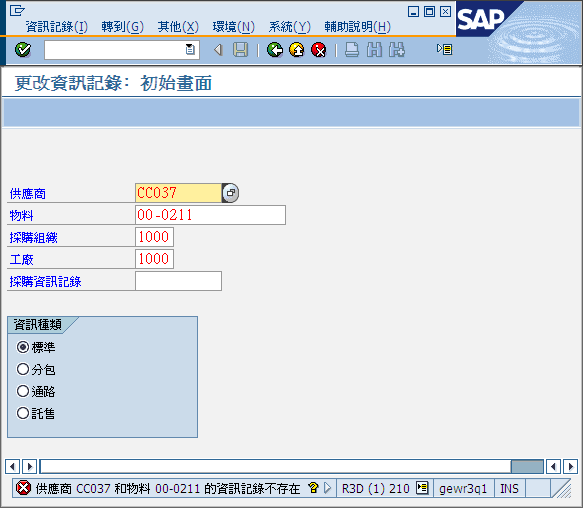 資訊記錄(I) 轉到(G) 其他(X) 環境(N) 系統(Y) 輔助說明(H)
SAP
更改資訊記錄: 初始畫面
供應商 CC037
物料 00-0211
採購組織 1000
工廠 1000
採購資訊記錄
資訊種類
標準
分包
通路
託售
供應商 CC037 和物料 00-0211 的資訊記錄不存在 R3D (1) 210 gewr3q1 INS